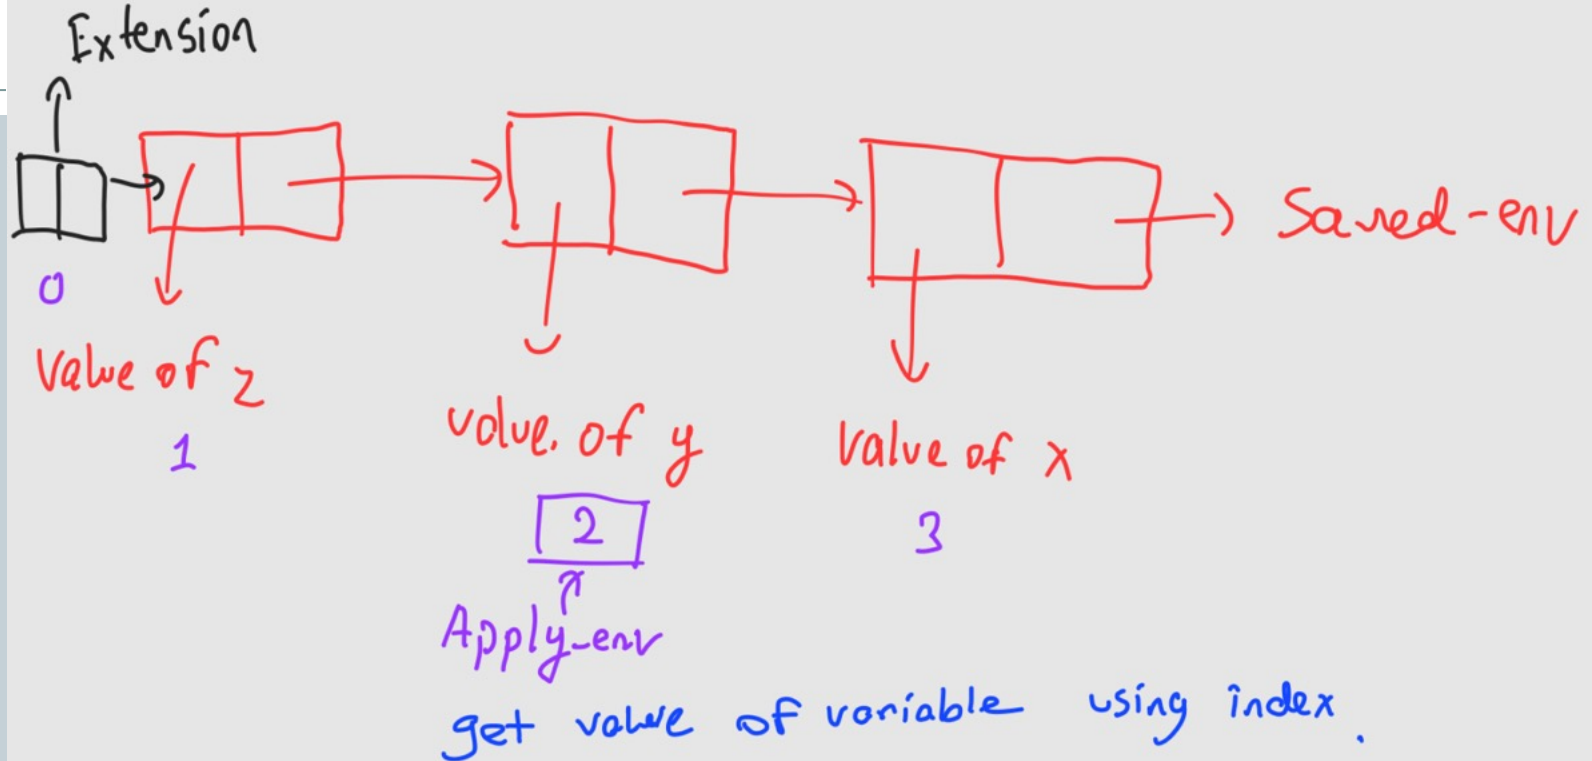 Extension
Saved-env
0
Value of z
1
value of y
Value of x
2
3
Apply-env
get value of variable using index.